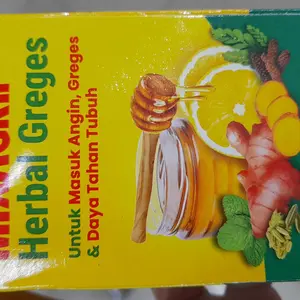 Herbal Greges
Untuk Masuk Angin, Greges
& Daya Tahan Tubuh